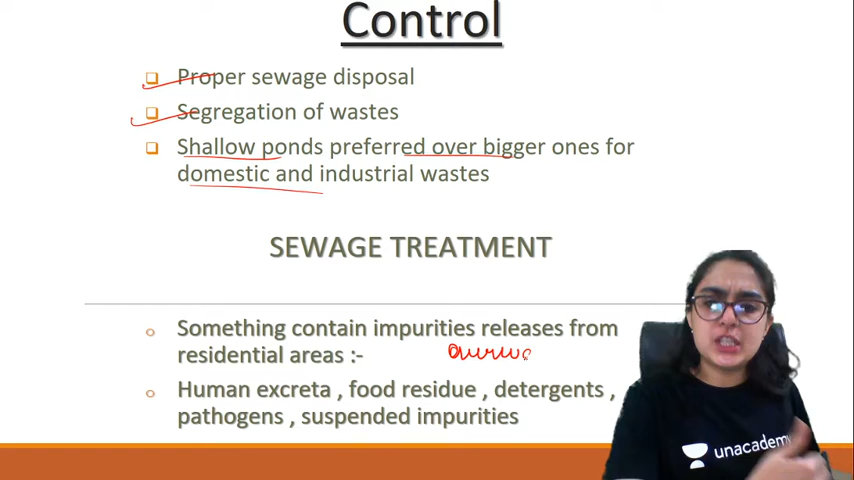 Control
Proper sewage disposal
Segregation of wastes
Shallow ponds preferred over bigger ones for
domestic and industrial wastes
SEWAGE TREATMENT
Something contain impurities releases from
residential areas :-
Human excreta , food residue , detergents ,
pathogens , suspended impurities
unacademy